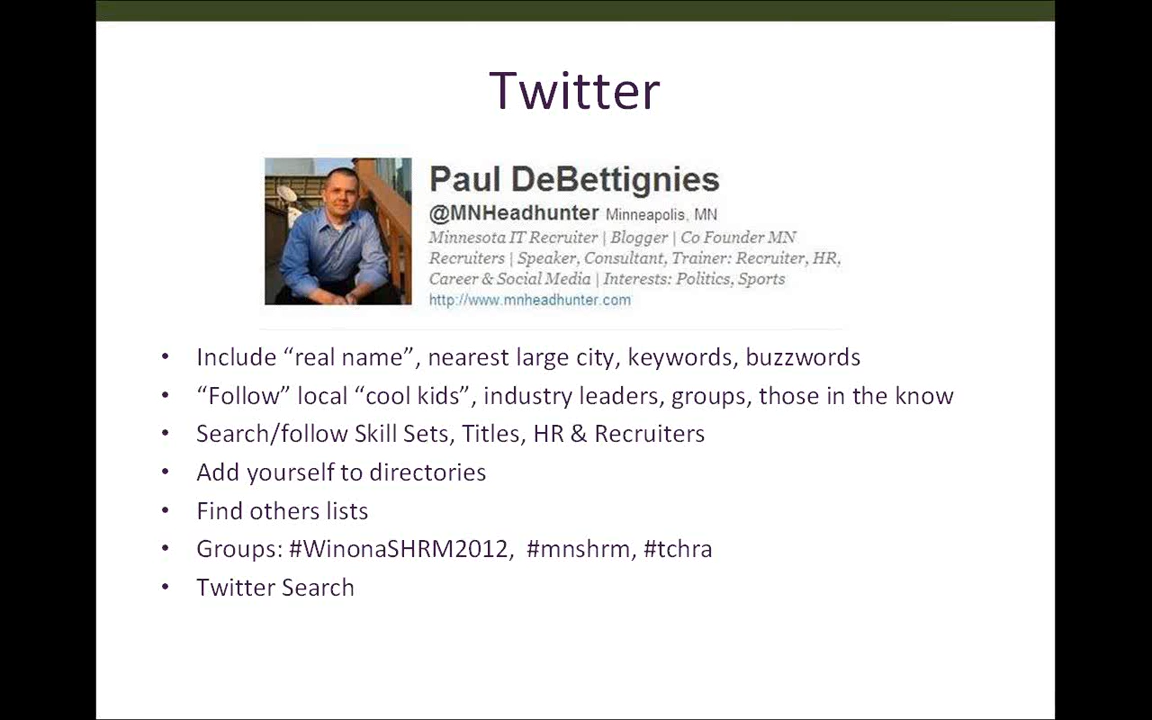 Twitter
Paul DeBettignies
@MNHeadhunter Minneapolis, MN
Minnesota IT Recruiter | Blogger | Co Founder MN
Recruiters | Speaker, Consultant, Trainer: Recruiter, HR,
Career & Social Media | Interests: Politics, Sports
http://www.mnheadhunter.com
• Include “real name”, nearest large city, keywords, buzzwords
• “Follow” local “cool kids”, industry leaders, groups, those in the know
• Search/follow Skill Sets, Titles, HR & Recruiters
• Add yourself to directories
• Find others lists
• Groups: #WinonaSHRM2012, #mnshrm, #tchra
• Twitter Search